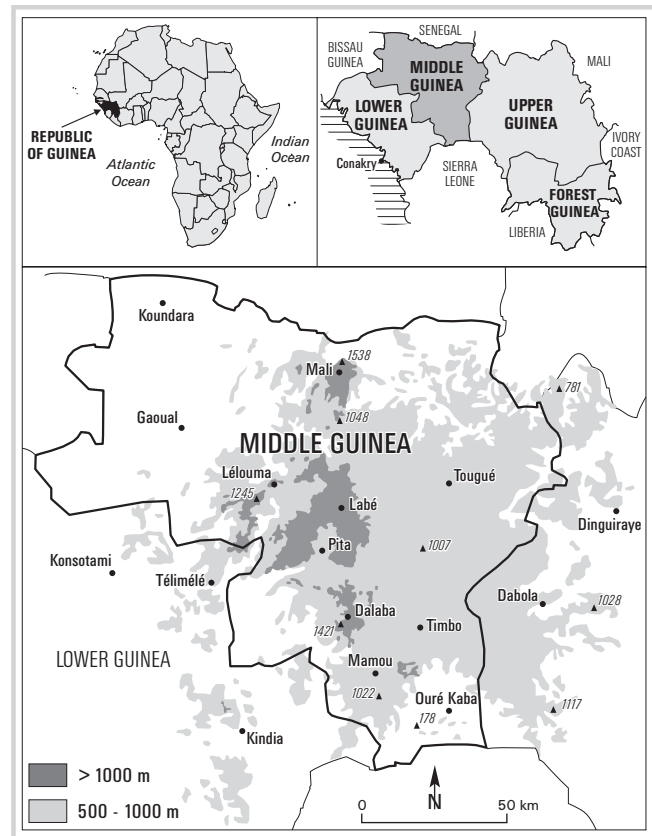 REPUBLIC
OF GUINEA
Atlantic
Ocean
Indian
Ocean
SENEGAL
BISSAU
GUINEA
MIDDLE
GUINEA
MALI
LOWER
GUINEA
UPPER
GUINEA
Conakry
SIERRA
LEONE
IVORY
COAST
FOREST
GUINEA
LIBERIA
Koundara
1538
Mali
781
1048
Gaoual
MIDDLE GUINEA
Lélouma
1245
Tougué
Labé
Dinguiraye
Pita
1007
Konsotami
Télimélé
Dabola
1028
Dalaba
1421
Timbo
LOWER GUINEA
Mamou
1022
Ouré Kaba
178
1117
Kindia
> 1000 m
500 - 1000 m
N
0
50 km